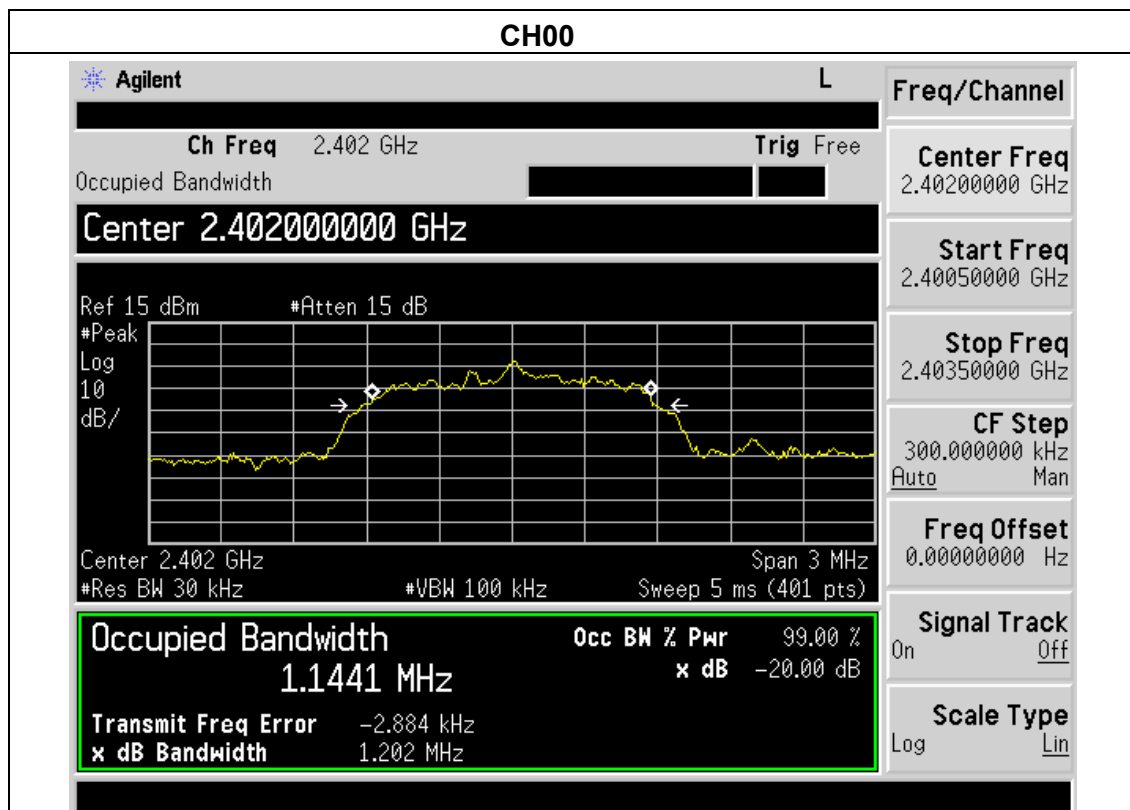 CH00
Agilent L
Ch Freq 2.402 GHz Trig Free
Occupied Bandwidth
Center 2.402000000 GHz
Ref 15 dBm #Atten 15 dB
#Peak
Log
10
dB/
Center 2.402 GHz Span 3 MHz
#Res BW 30 kHz #VBW 100 kHz Sweep 5 ms (401 pts)
Occupied Bandwidth
1.1441 MHz
Occ BW % Pwr 99.00 %
x dB -20.00 dB
Transmit Freq Error -2.884 kHz
x dB Bandwidth 1.202 MHz
Freq/Channel
Center Freq
2.40200000 GHz
Start Freq
2.40050000 GHz
Stop Freq
2.40350000 GHz
CF Step
300.000000 kHz
Auto Man
Freq Offset
0.00000000 Hz
Signal Track
On Off
Scale Type
Log Lin